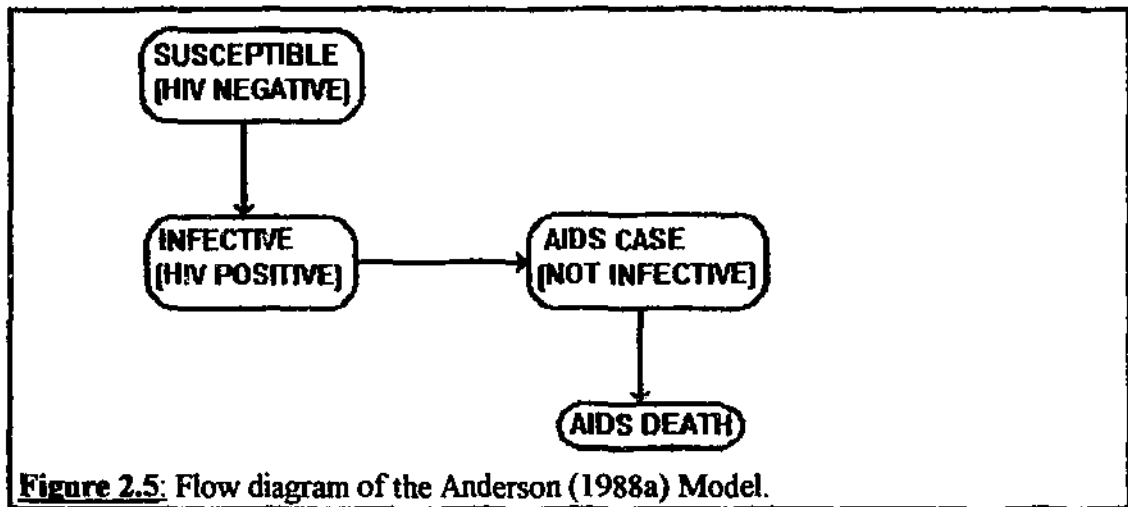 SUSCEPTIBLE
(HIV NEGATIVE)
INFECTIVE
(HIV POSITIVE)
AIDS CASE
(NOT INFECTIVE)
AIDS DEATH
Figure 2.5: Flow diagram of the Anderson (1988a) Model.